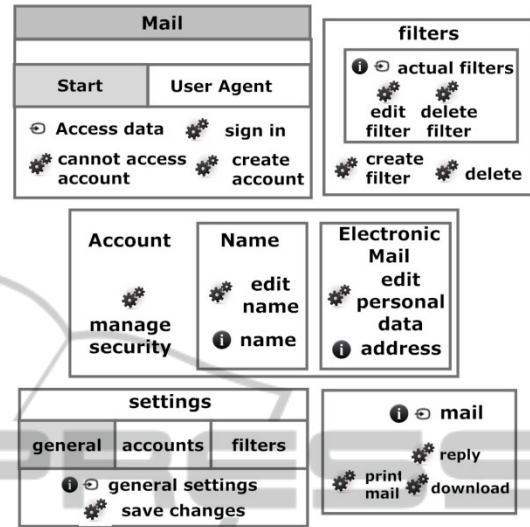 Mail
Start
User Agent
Access data
sign in
cannot access
account
create
account
filters
actual filters
edit
filter
delete
filter
create
filter
delete
Account
manage
security
Name
edit
name
name
Electronic
Mail
edit
personal
data
address
settings
general
accounts
filters
general settings
save changes
mail
reply
print
mail
download
PRESS